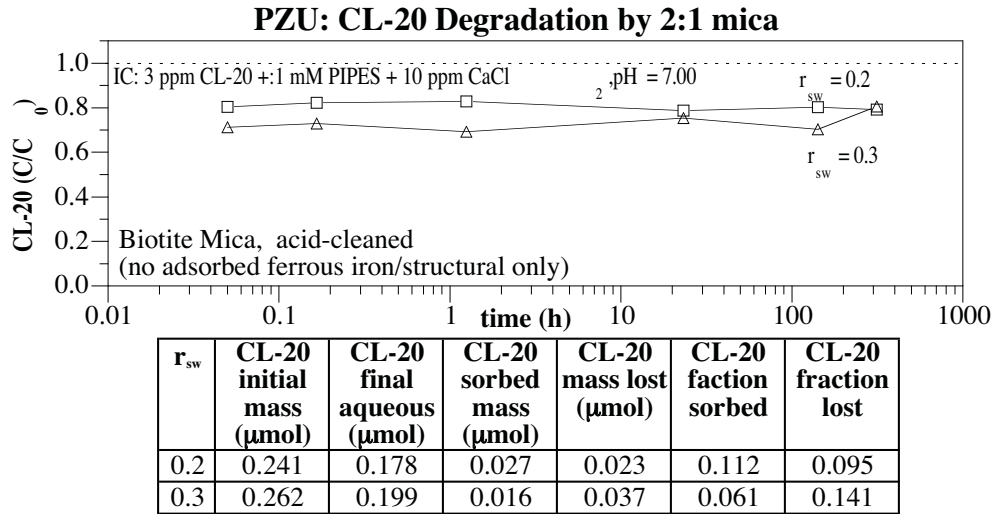 PZU: CL-20 Degradation by 2:1 mica
IC: 3 ppm CL-20 +:1 mM PIPES + 10 ppm CaCl2 ,pH = 7.00
rsw = 0.2
rsw = 0.3
Biotite Mica, acid-cleaned
(no adsorbed ferrous iron/structural only)
CL-20 (C/C0)
1.0
0.8
0.6
0.4
0.2
0.0
0.01 0.1 1 10 100 1000
time (h)
rsw CL-20 CL-20 CL-20 CL-20 CL-20 CL-20
initial final sorbed mass lost faction fraction
mass aqueous mass (µmol) sorbed lost
(µmol) (µmol) (µmol)
0.2 0.241 0.178 0.027 0.023 0.112 0.095
0.3 0.262 0.199 0.016 0.037 0.061 0.141